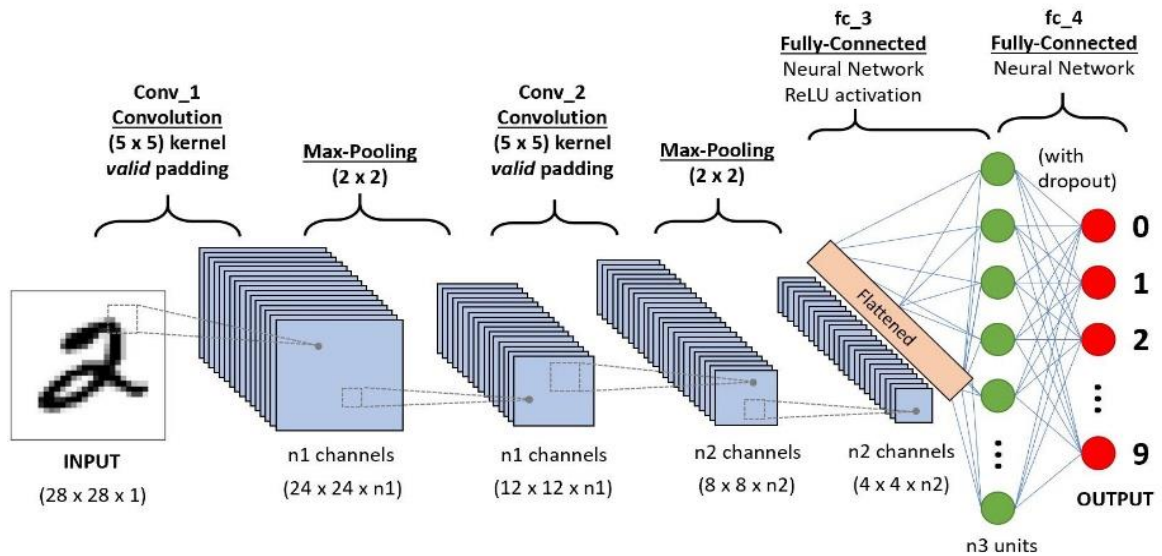 fc_3
Fully-Connected
Neural Network
ReLU activation
fc_4
Fully-Connected
Neural Network
Conv_1
Convolution
(5 x 5) kernel
valid padding
Max-Pooling
(2 x 2)
Conv_2
Convolution
(5 x 5) kernel
valid padding
Max-Pooling
(2 x 2)
(with
dropout)
Flattened
0
1
2
...
9
...
INPUT
(28 x 28 x 1)
n1 channels
(24 x 24 x n1)
n1 channels
(12 x 12 x n1)
n2 channels
(8 x 8 x n2)
n2 channels
(4 x 4 x n2)
OUTPUT
n3 units